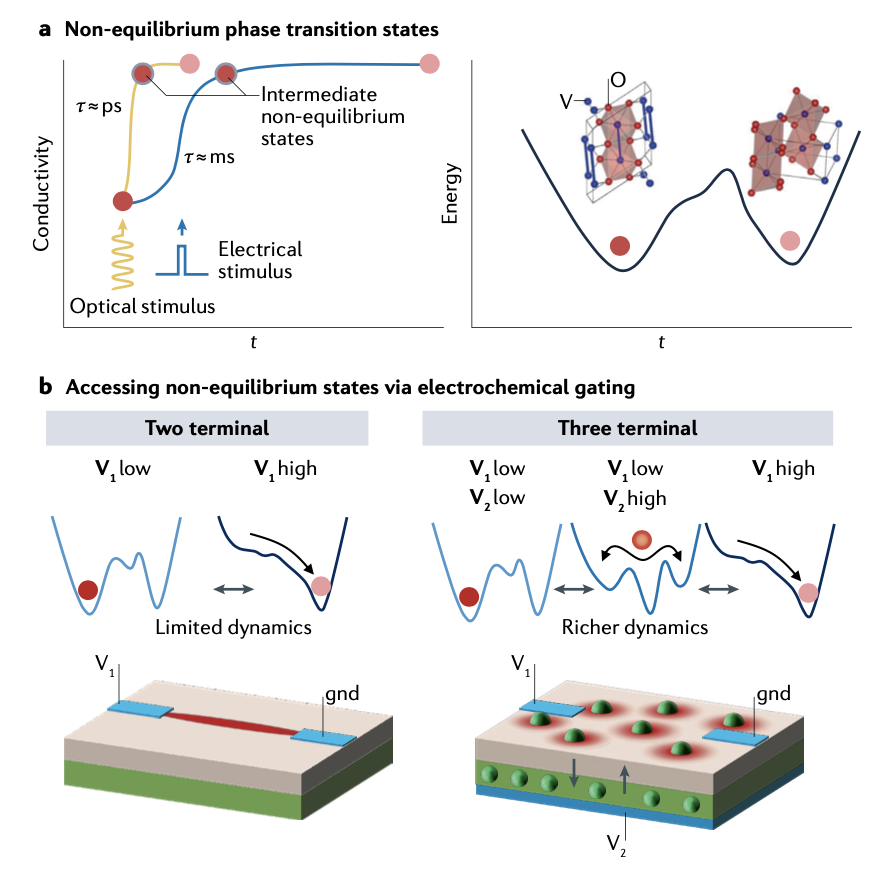 a Non-equilibrium phase transition states
τ≈ps
Intermediate
non-equilibrium
states
τ≈ms
Conductivity
Electrical
stimulus
Optical stimulus
t
V
O
Energy
t
b Accessing non-equilibrium states via electrochemical gating
Two terminal
V1 low
V1 high
Limited dynamics
V1
gnd
Three terminal
V1 low
V2 low
V1 low
V2 high
V1 high
Richer dynamics
V1
gnd
V2